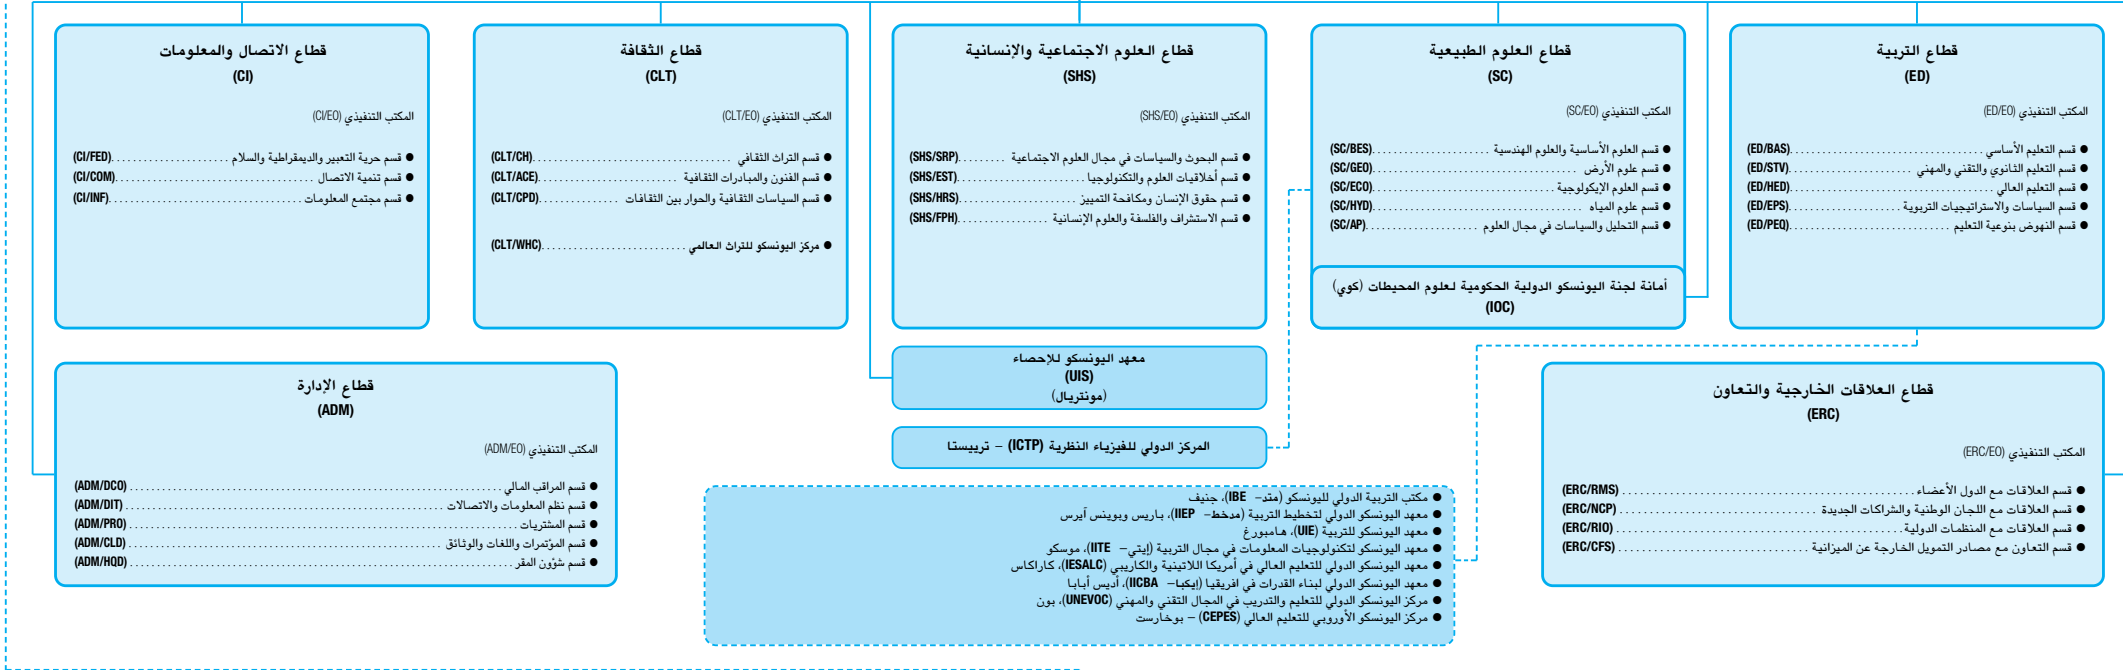 قطاع التربية
(ED)
المكتب التنفيذي (ED/EO)
● قسم التعليم الأساسي (ED/BAS)
● قسم التعليم الثانوي والتقني والمهني (ED/STV)
● قسم التعليم العالي (ED/HED)
● قسم السياسات والاستراتيجيات التربوية (ED/EPS)
● قسم النهوض بنوعية التعليم (ED/PEQ)
قطاع العلوم الطبيعية
(SC)
المكتب التنفيذي (SC/EO)
● قسم العلوم الأساسية والعلوم الهندسية (SC/BES)
● قسم علوم الأرض (SC/GEO)
● قسم العلوم الإيكولوجية (SC/ECO)
● قسم علوم المياه (SC/HYD)
● قسم التحليل والسياسات في مجال العلوم (SC/AP)
أمانة لجنة اليونسكو الدولية الحكومية لعلوم المحيطات (كوي)
(IOC)
قطاع العلوم الاجتماعية والإنسانية
(SHS)
المكتب التنفيذي (SHS/EO)
● قسم البحوث والسياسات في مجال العلوم الاجتماعية (SHS/SRP)
● قسم أخلاقيات العلوم والتكنولوجيا (SHS/EST)
● قسم حقوق الإنسان ومكافحة التمييز (SHS/HRS)
● قسم الاستشراف والفلسفة والعلوم الإنسانية (SHS/FPH)
قطاع الثقافة
(CLT)
المكتب التنفيذي (CLT/EO)
● قسم التراث الثقافي (CLT/CH)
● قسم الفنون والمبادرات الثقافية (CLT/ACE)
● قسم السياسات الثقافية والحوار بين الثقافات (CLT/CPD)
● مركز اليونسكو للتراث العالمي (CLT/WHC)
قطاع الاتصال والمعلومات
(CI)
المكتب التنفيذي (CI/EO)
● قسم حرية التعبير والديمقراطية والسلام (CI/FED)
● قسم تنمية الاتصال (CI/COM)
● قسم مجتمع المعلومات (CI/INF)
قطاع العلاقات الخارجية والتعاون
(ERC)
المكتب التنفيذي (ERC/EO)
● قسم العلاقات مع الدول الأعضاء (ERC/RMS)
● قسم العلاقات مع اللجان الوطنية والشراكات الجديدة (ERC/NCP)
● قسم العلاقات مع المنظمات الدولية (ERC/RIO)
● قسم التعاون مع مصادر التمويل الخارجة عن الميزانية (ERC/CFS)
معهد اليونسكو للإحصاء
(UIS)
(مونتريال)
المركز الدولي للفيزياء النظرية (ICTP) – ترييستا
● مكتب التربية الدولي لليونسكو (متد– IBE)، جنيف
● معهد اليونسكو الدولي لتخطيط التربية (مدخط– IIEP)، باريس وبوينس آيرس
● معهد اليونسكو للتربية (UIE)، هامبورغ
● معهد اليونسكو لتكنولوجيات المعلومات في مجال التربية (إيتي– IITE)، موسكو
● معهد اليونسكو الدولي للتعليم العالي في أمريكا اللاتينية والكاريبي (IESALC)، كاراكاس
● معهد اليونسكو الدولي لبناء القدرات في افريقيا (إيكبا– IICBA)، أديس أبابا
● مركز اليونسكو الدولي للتعليم والتدريب في المجال التقني والمهني (UNEVOC)، بون
● مركز اليونسكو الأوروبي للتعليم العالي (CEPES) – بوخارست
قطاع الإدارة
(ADM)
المكتب التنفيذي (ADM/EO)
● قسم المراقب المالي (ADM/DCO)
● قسم نظم المعلومات والاتصالات (ADM/DIT)
● قسم المشتريات (ADM/PRO)
● قسم المؤتمرات واللغات والوثائق (ADM/CLD)
● قسم شؤون المقر (ADM/HQD)